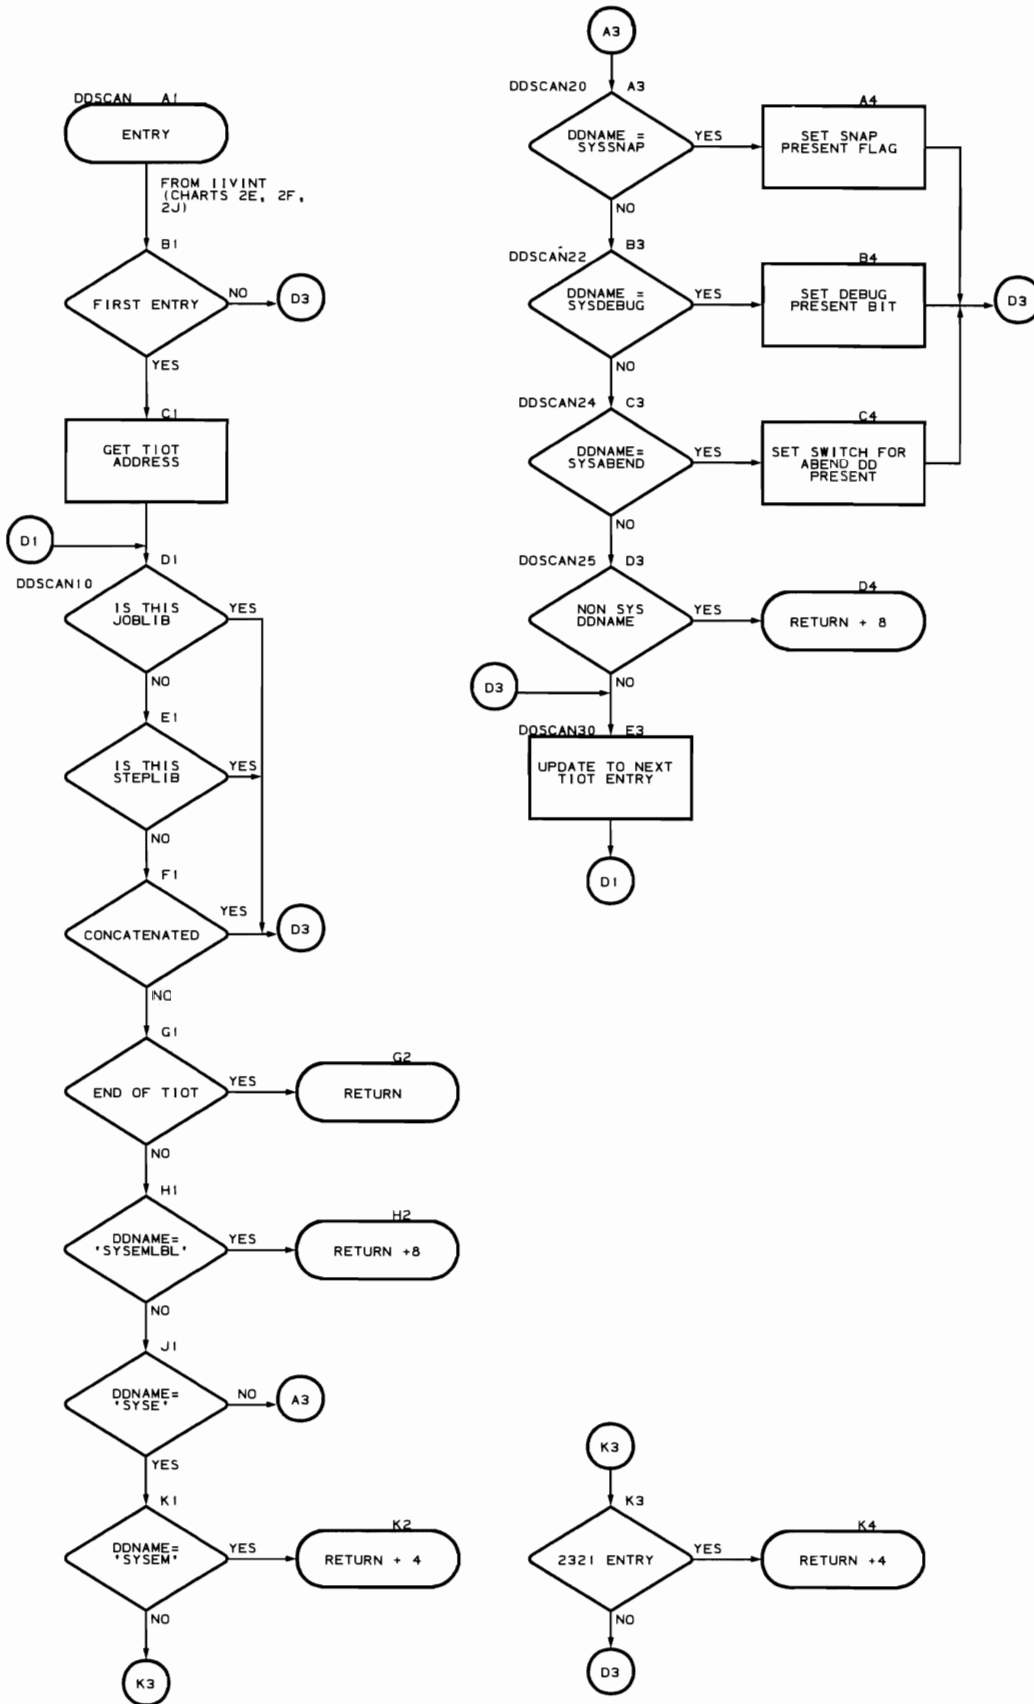 DDSCAN A1
ENTRY
FROM IIVINT
(CHARTS 2E, 2F,
2J)
B1
FIRST ENTRY
NO
D3
YES
C1
GET TIOT
ADDRESS
D1
D1
DDSCAN10
IS THIS
JOBLIB
YES
NO
E1
IS THIS
STEPLIB
YES
NO
F1
CONCATENATED
YES
D3
NO
G1
END OF TIOT
YES
G2
RETURN
NO
H1
DDNAME=
'SYSEMLBL'
YES
H2
RETURN +8
NO
J1
DDNAME=
'SYSE'
NO
A3
YES
K1
DDNAME=
'SYSEM'
YES
K2
RETURN + 4
NO
K3
A3
DDSCAN20 A3
DDNAME =
SYSSNAP
YES
A4
SET SNAP
PRESENT FLAG
NO
DDSCAN22 B3
DDNAME =
SYSDEBUG
YES
B4
SET DEBUG
PRESENT BIT
D3
NO
DDSCAN24 C3
DDNAME=
SYSABEND
YES
C4
SET SWITCH FOR
ABEND DD
PRESENT
NO
DOSCAN25 D3
NON SYS
DDNAME
YES
D4
RETURN + 8
NO
D3
DOSCAN30 E3
UPDATE TO NEXT
TIOT ENTRY
D1
K3
K3
2321 ENTRY
YES
K4
RETURN +4
NO
D3